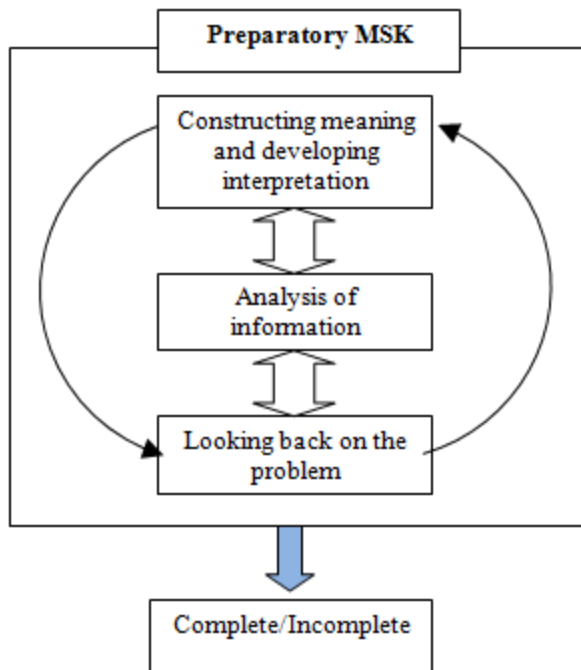 Preparatory MSK
Constructing meaning
and developing
interpretation
Analysis of
information
Looking back on the
problem
Complete/Incomplete